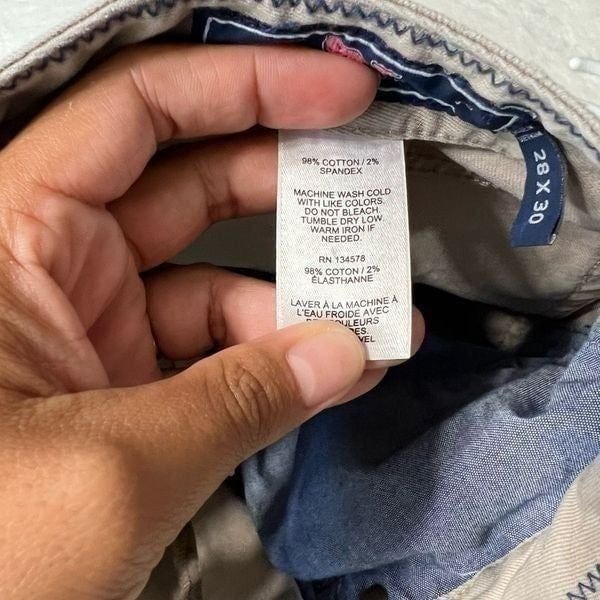 98% COTTON / 2%
SPANDEX
MACHINE WASH COLD
WITH LIKE COLORS.
DO NOT BLEACH.
TUMBLE DRY LOW
WARM IRON IF
NEEDED.
RN 134578
98% COTON / 2%
ÉLASTHANNE
LAVER À LA MACHINE À
L'EAU FROIDE AVEC
28 X 30